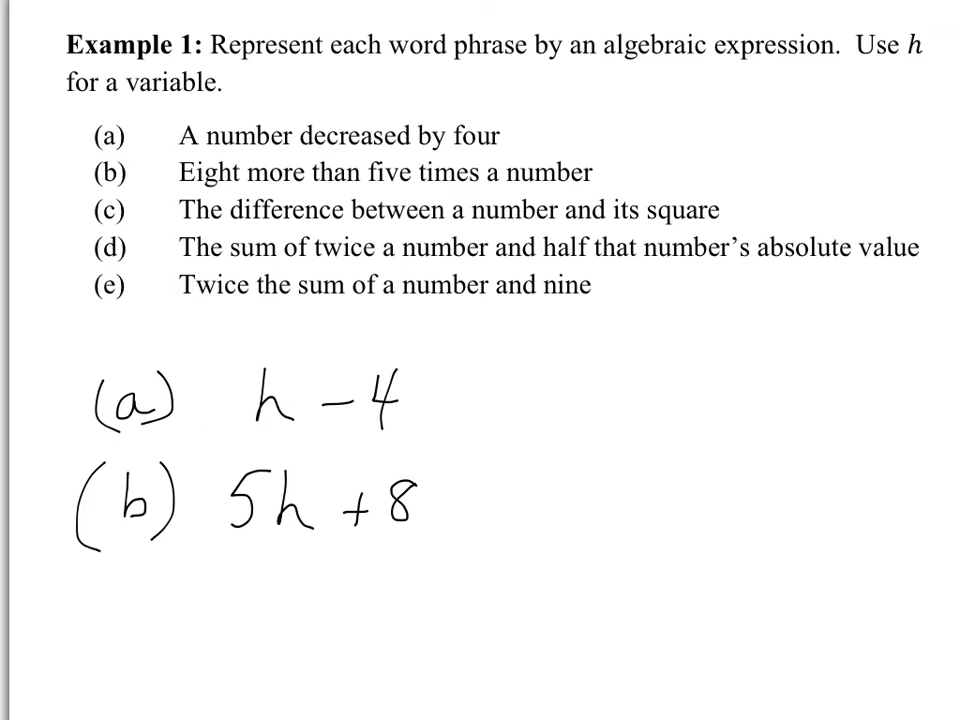 Example 1: Represent each word phrase by an algebraic expression. Use h
for a variable.
(a) A number decreased by four
(b) Eight more than five times a number
(c) The difference between a number and its square
(d) The sum of twice a number and half that number’s absolute value
(e) Twice the sum of a number and nine
(a) h - 4
(b) 5h + 8